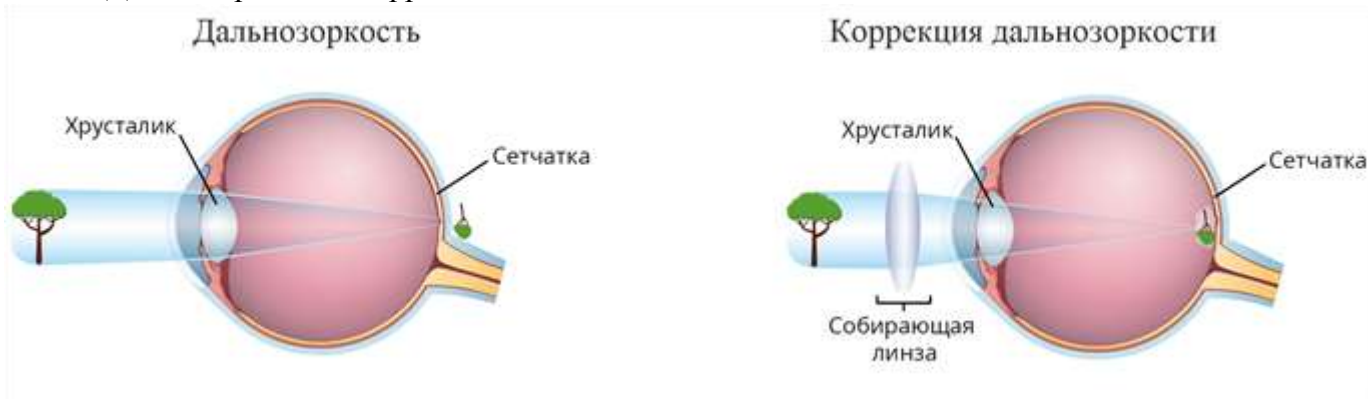 Дальнозоркость
Коррекция дальнозоркости
Хрусталик
Сетчатка
Хрусталик
Сетчатка
Собирающая
линза